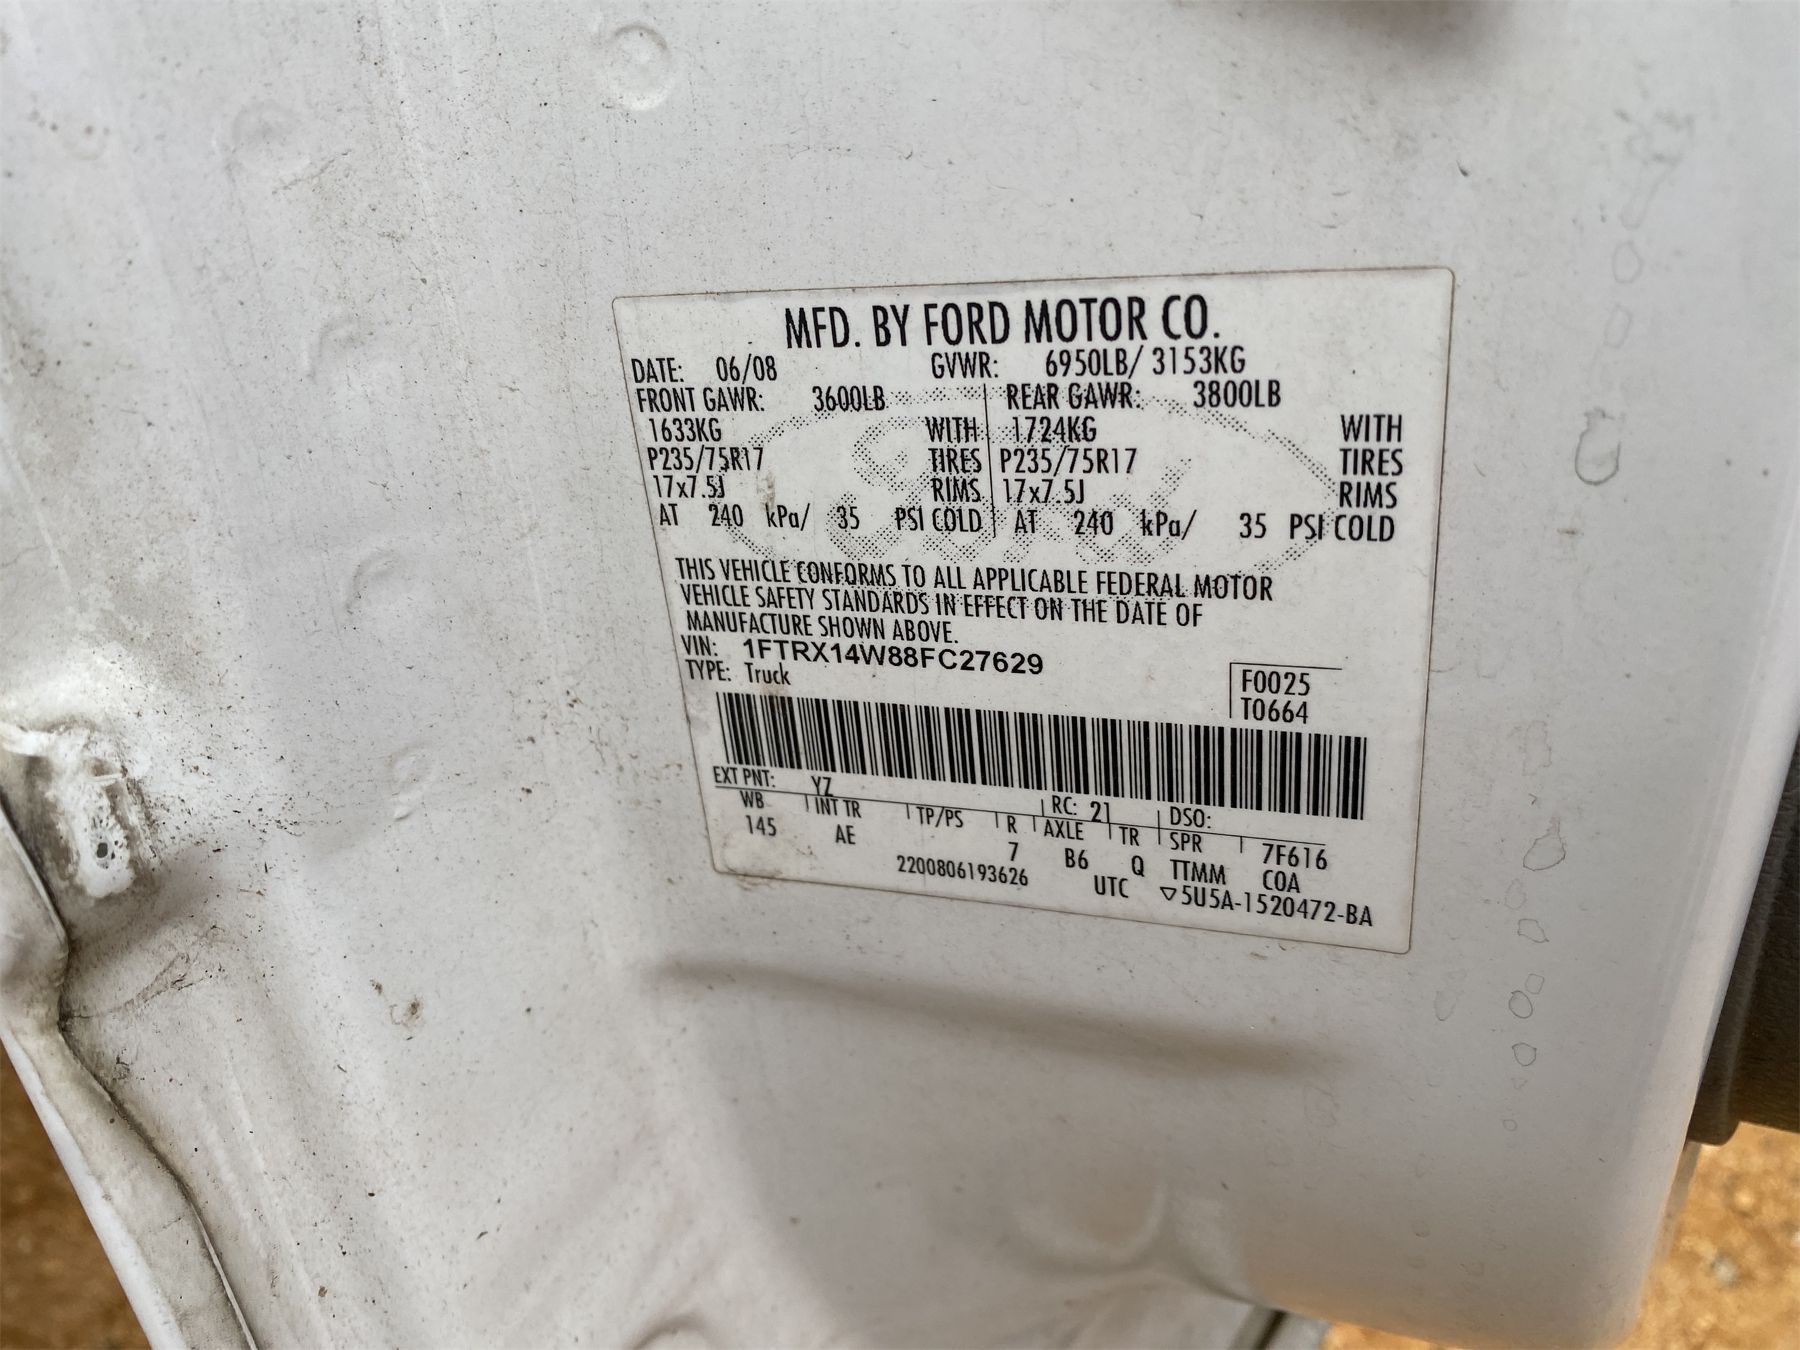 MFD. BY FORD MOTOR CO.
DATE: 06/08 GVWR: 6950LB/ 3153KG
FRONT GAWR: 3600LB REAR GAWR: 3800LB
1633KG WITH 1724KG WITH
P235/75R17 TIRES P235/75R17 TIRES
17x7.5J RIMS 17x7.5J RIMS
AT 240 kPa/ 35 PSI COLD AT 240 kPa/ 35 PSI COLD
THIS VEHICLE CONFORMS TO ALL APPLICABLE FEDERAL MOTOR
VEHICLE SAFETY STANDARDS IN EFFECT ON THE DATE OF
MANUFACTURE SHOWN ABOVE.
VIN: 1FTRX14W88FC27629
TYPE: Truck
F0025
T0664
EXT PNT: YZ RC: 21 DSO:
WB INT TR TP/PS R AXLE TR SPR 7F616
145 AE 7 B6 Q TTMM COA
2200806193626 UTC ▽5U5A-1520472-BA